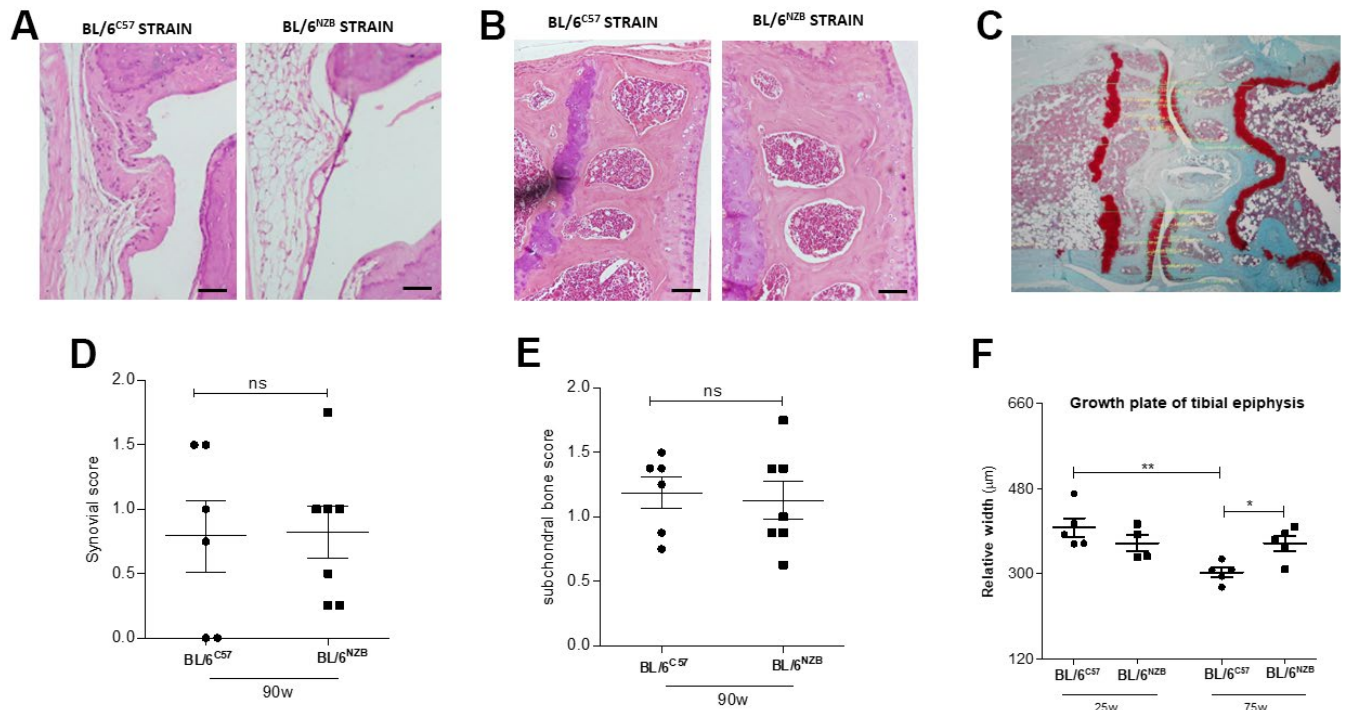 A
BL/6C57 STRAIN
BL/6NZB STRAIN
B
BL/6C57 STRAIN
BL/6NZB STRAIN
C
D
2.0
1.5
1.0
0.5
0.0
Synovial score
ns
BL/6C57
BL/6NZB
90w
E
2.0
1.5
1.0
0.5
0.0
subchondral bone score
ns
BL/6C57
BL/6NZB
90w
F
Growth plate of tibial epiphysis
660
480
300
120
Relative width (µm)
**
*
BL/6C57
BL/6NZB
BL/6C57
BL/6NZB
25w
75w